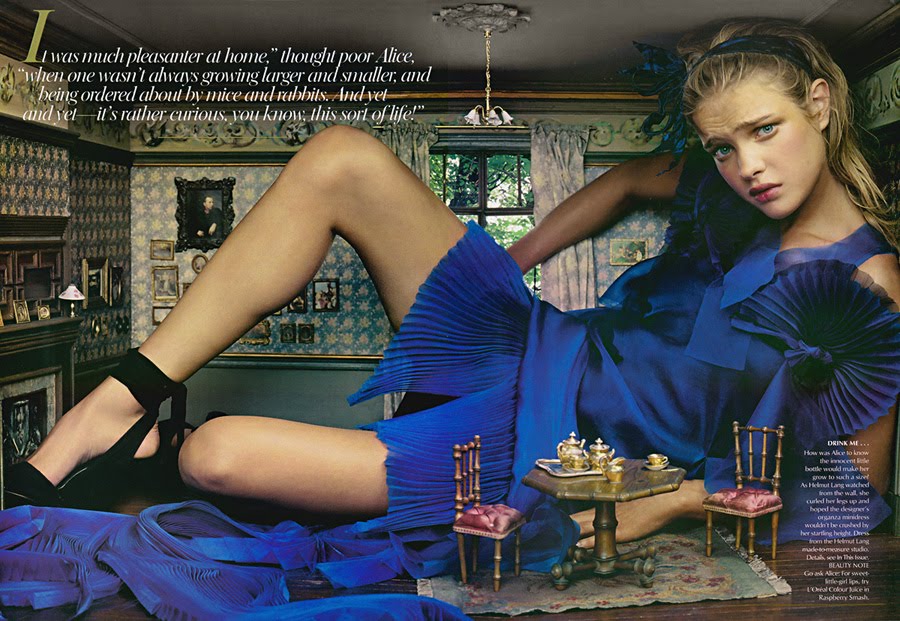 It was much pleasanter at home,” thought poor Alice,
“when one wasn’t always growing larger and smaller, and
being ordered about by mice and rabbits. And yet—
and yet—it’s rather curious, you know, this sort of life!”
DRINK ME . . .
How was Alice to know
the innocent little
bottle would make her
grow to such a size?
As Helmut Lang watched
from the wall, she
curled her legs up and
hoped the designer’s
organza minidress
wouldn’t be crushed by
her startling height. Dress
from the Helmut Lang
made-to-measure studio.
Details, see In This Issue.
BEAUTY NOTE
Go ask Alice: For sweet-
little-girl lips, try
L’Oréal Colour Juice in
Raspberry Smash.